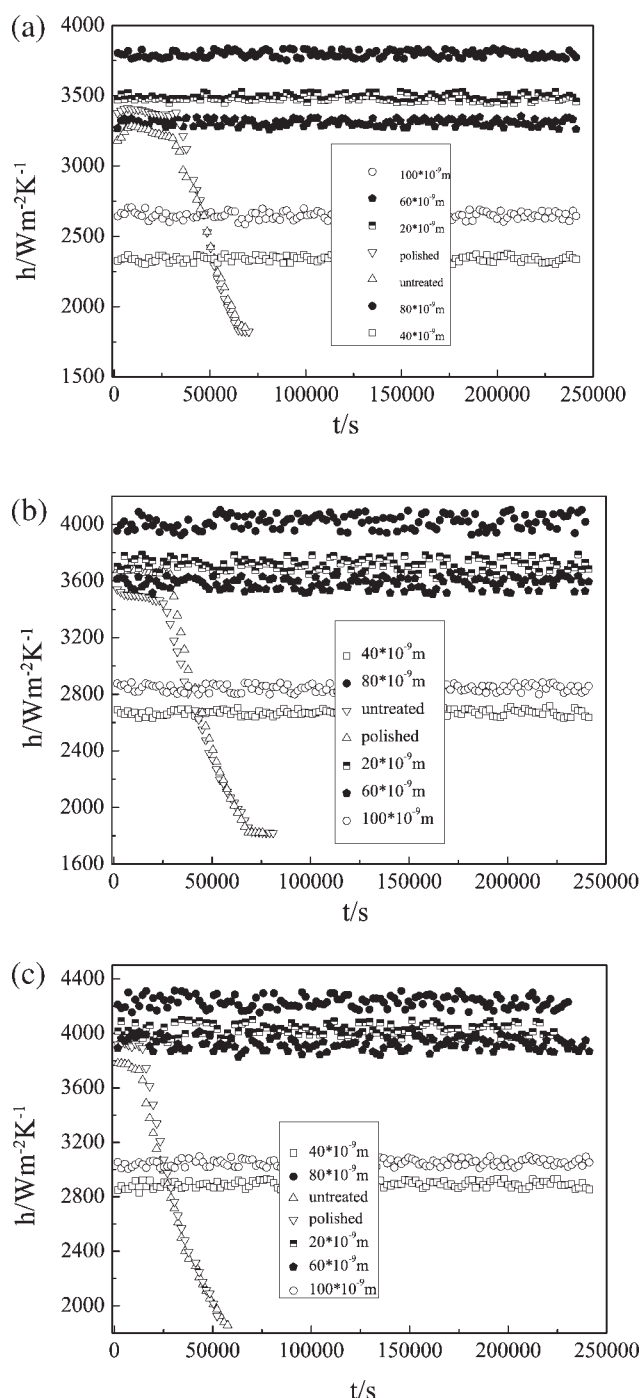 (a)
4000
3500
3000
2500
2000
1500
h/Wm⁻²K⁻¹
100*10⁻⁹m
60*10⁻⁹m
20*10⁻⁹m
polished
untreated
80*10⁻⁹m
40*10⁻⁹m
0 50000 100000 150000 200000 250000
t/s
(b)
4000
3600
3200
2800
2400
2000
1600
h/Wm⁻²K⁻¹
40*10⁻⁹m
80*10⁻⁹m
untreated
polished
20*10⁻⁹m
60*10⁻⁹m
100*10⁻⁹m
0 50000 100000 150000 200000 250000
t/s
(c)
4400
4000
3600
3200
2800
2400
2000
h/Wm⁻²K⁻¹
40*10⁻⁹m
80*10⁻⁹m
untreated
polished
20*10⁻⁹m
60*10⁻⁹m
100*10⁻⁹m
0 50000 100000 150000 200000 250000
t/s